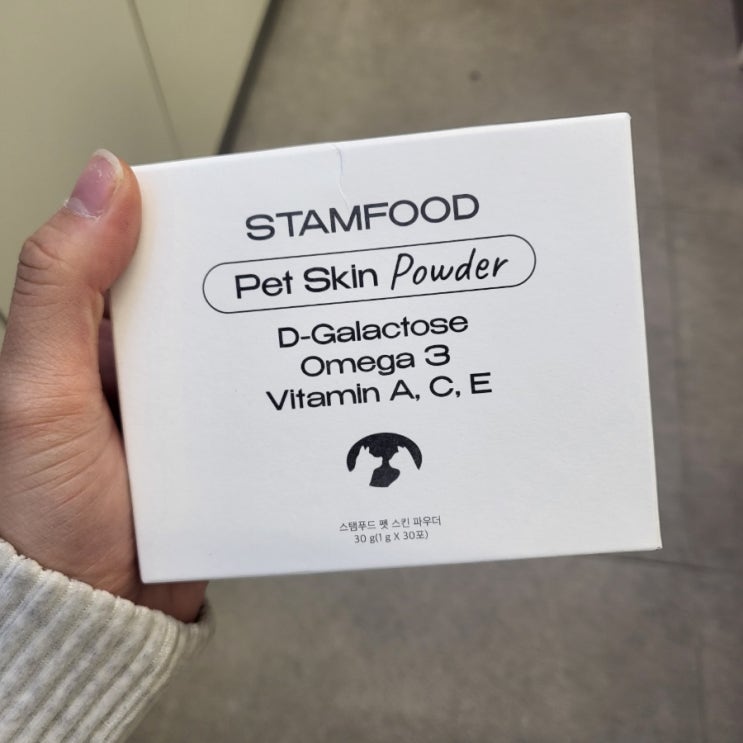 STAMFOOD
Pet Skin Powder
D-Galactose
Omega 3
Vitamin A, C, E
스탬푸드 펫 스킨 파우더
30 g(1 g X 30포)